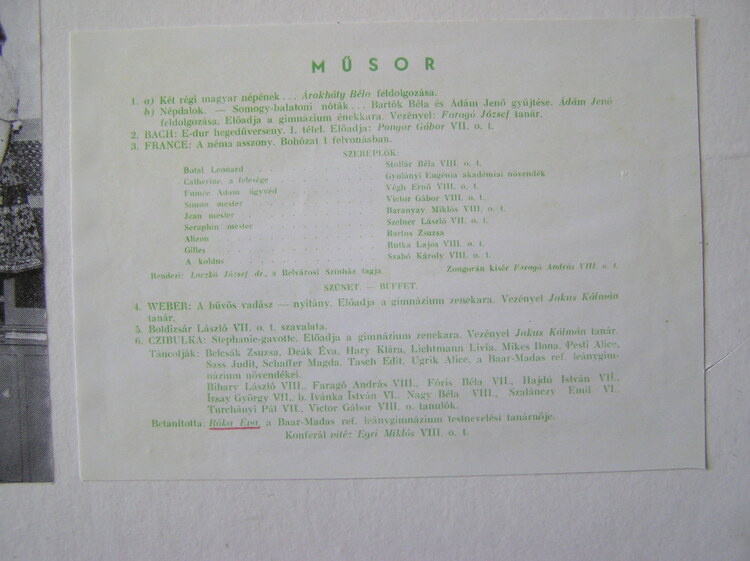 MŰSOR
1. a) Két régi magyar népének... Árokháty Béla feldolgozása.
b) Népdalok. — Somogy-balatoni nóták... Bartók Béla és Ádám Jenő gyüjtése. Ádám Jenő
feldolgozása. Előadja a gimnázium énekkara. Vezényel: Faragó József tanár.
2. BACH: E-dur hegedűverseny. I. tétel. Előadja: Pongor Gábor VII. o. t.
3. FRANCE: A néma asszony. Bohózat 1 felvonásban.
SZEREPLŐK:
Botal Leonard . . . Stollár Béla VIII. o. t.
Catherine, a felesége . . . Gyulányi Eugénia akadémiai növendék
Fumée Ádám ügyvéd . . . Végh Ernő VIII. o. t.
Simon mester . . . Victor Gábor VIII. o. t.
Jean mester . . . Baranyay Miklós VIII. o. t.
Seraphin mester . . . Szelner László VII. o. t.
Alizon . . . Bartos Zsuzsa
Gilles . . . Butka Lajos VIII. o. t.
A koldus . . . Szabó Károly VIII. o. t.
Rendezi: Laczkó József dr., a Belvárosi Színház tagja. Zongorán kísér Faragó András VIII. o. t.
SZÜNET. — BÜFFET.
4. WEBER: A bűvös vadász — nyitány. Előadja a gimnázium zenekara. Vezényel Jakus Kálmán
tanár.
5. Boldizsár László VII. o. t. szavalata.
6. CZIBULKA: Stephanie-gavotte. Előadja a gimnázium zenekara. Vezényel Jakus Kálmán tanár.
Táncolják: Belcsák Zsuzsa, Deák Éva, Hary Klára, Lichtmann Lívia, Mikes Ilona, Pesti Alice,
Sass Judit, Schaffer Magda, Tasch Edit, Ugrik Alice, a Baar-Madas ref. leánygim-
názium növendékei.
Bihary László VIII., Faragó András VIII., Fóris Béla VII., Hajdú István VII.,
Issay György VII. b. Ivánka István VI., Nagy Béla VIII., Szalánczy Emil VI.
Turchányi Pál VII., Victor Gábor VIII. o. tanulók.
Betanította: Róka Éva, a Baar-Madas ref. leánygimnázium testnevelési tanárnője.
Konferál vitéz Egei Miklós VIII. o. t.